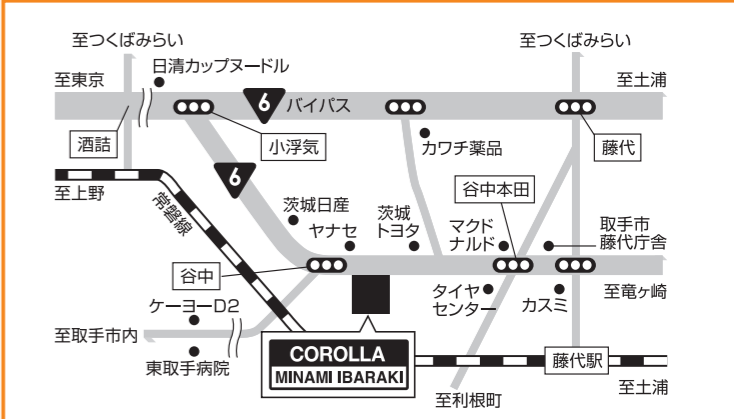 至つくばみらい
至つくばみらい
日清カップヌードル
至東京
6
バイパス
至土浦
酒詰
小浮気
カワチ薬品
藤代
6
至上野
常磐線
谷中本田
茨城日産
ヤナセ
茨城
トヨタ
マクド
ナルド
取手市
藤代庁舎
谷中
タイヤ
センター
カスミ
至竜ヶ崎
ケーヨーD2
至取手市内
東取手病院
COROLLA
MINAMI IBARAKI
藤代駅
至利根町
至土浦